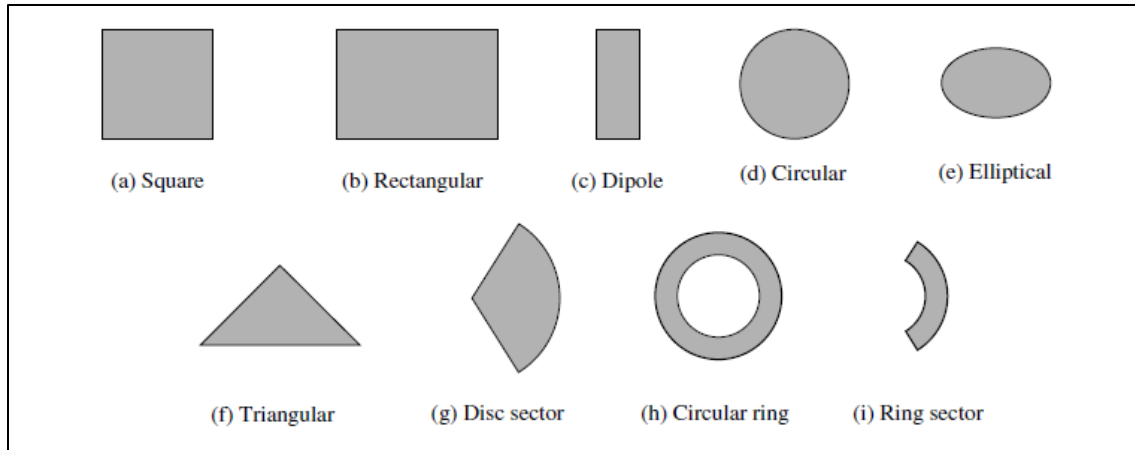 (a) Square
(b) Rectangular
(c) Dipole
(d) Circular
(e) Elliptical
(f) Triangular
(g) Disc sector
(h) Circular ring
(i) Ring sector